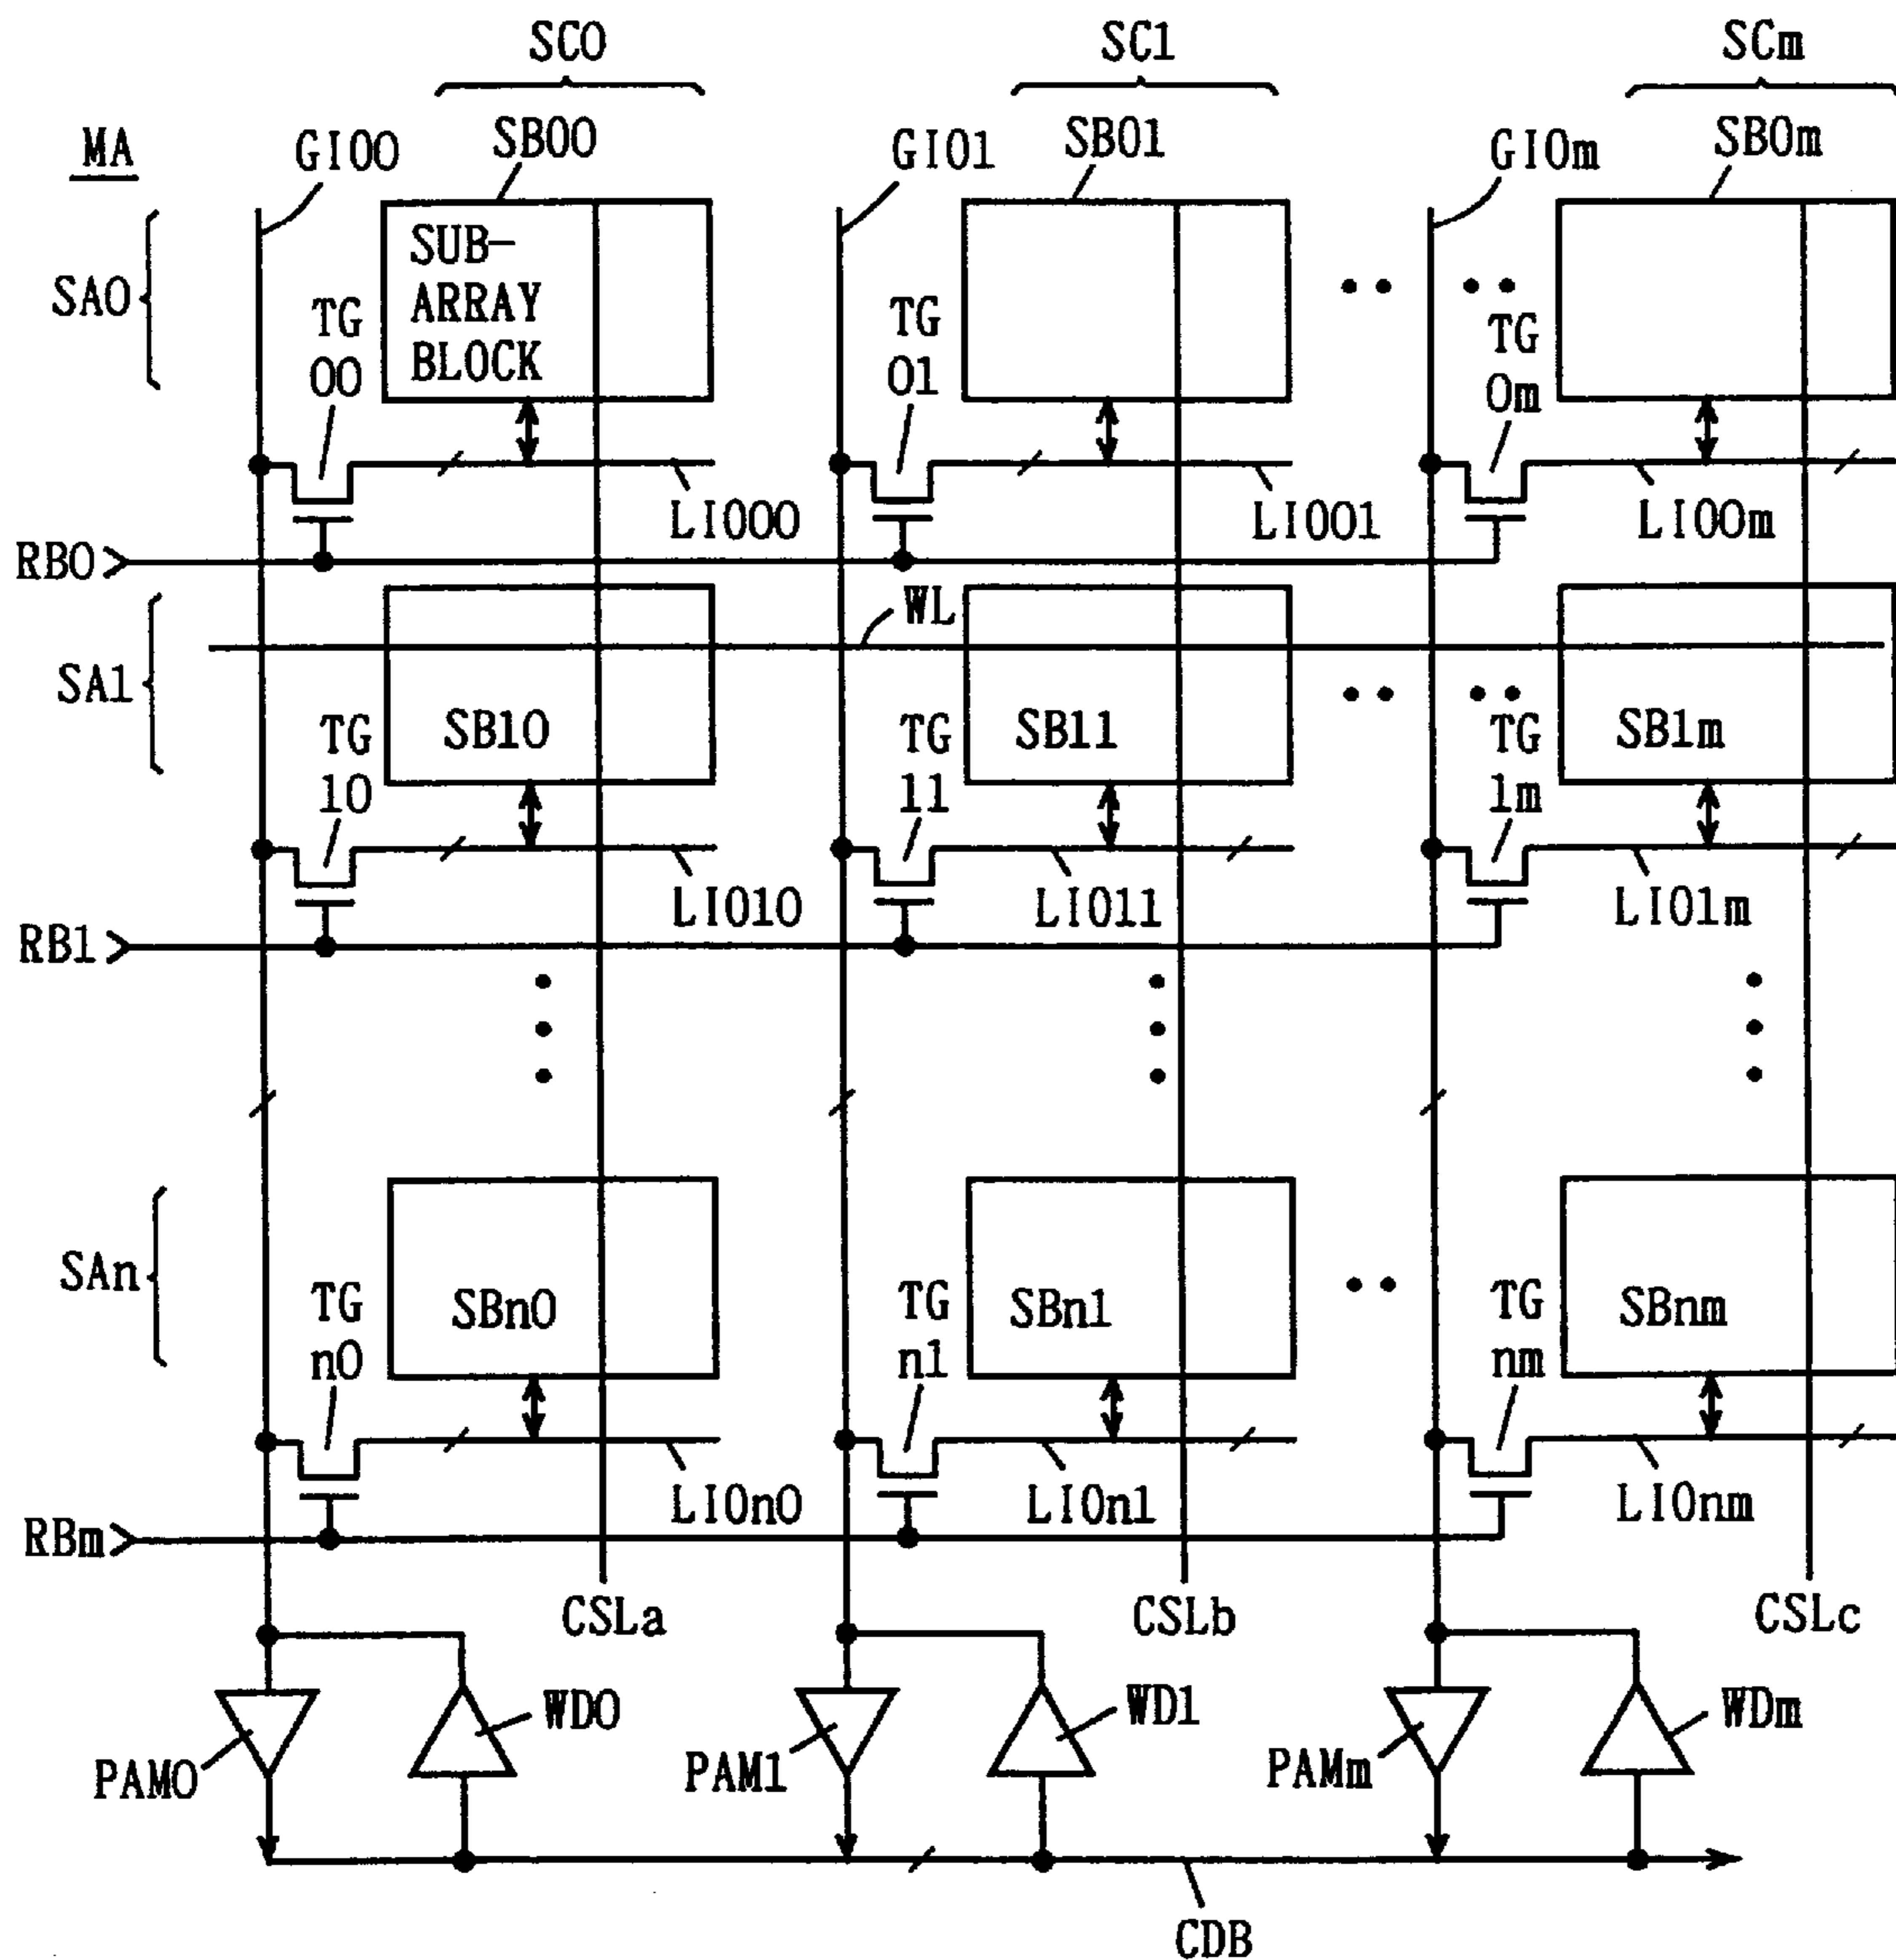 SC0 SC1 SCm
MA GIO0 SB00 GIO1 SB01 GIOm SB0m
SA0
SUB-
ARRAY
BLOCK
TG
00
TG
01
TG
0m
LIO00 LIO01 LIO0m
RB0
WL
SA1
SB10 SB11 SB1m
TG
10
TG
11
TG
1m
LIO10 LIO11 LIO1m
RB1
SAn
SBn0 SBn1 SBnm
TG
n0
TG
n1
TG
nm
LIOn0 LIOn1 LIOnm
RBm
CSLa CSLb CSLc
PAM0 WD0 PAM1 WD1 PAMm WDm
CDB